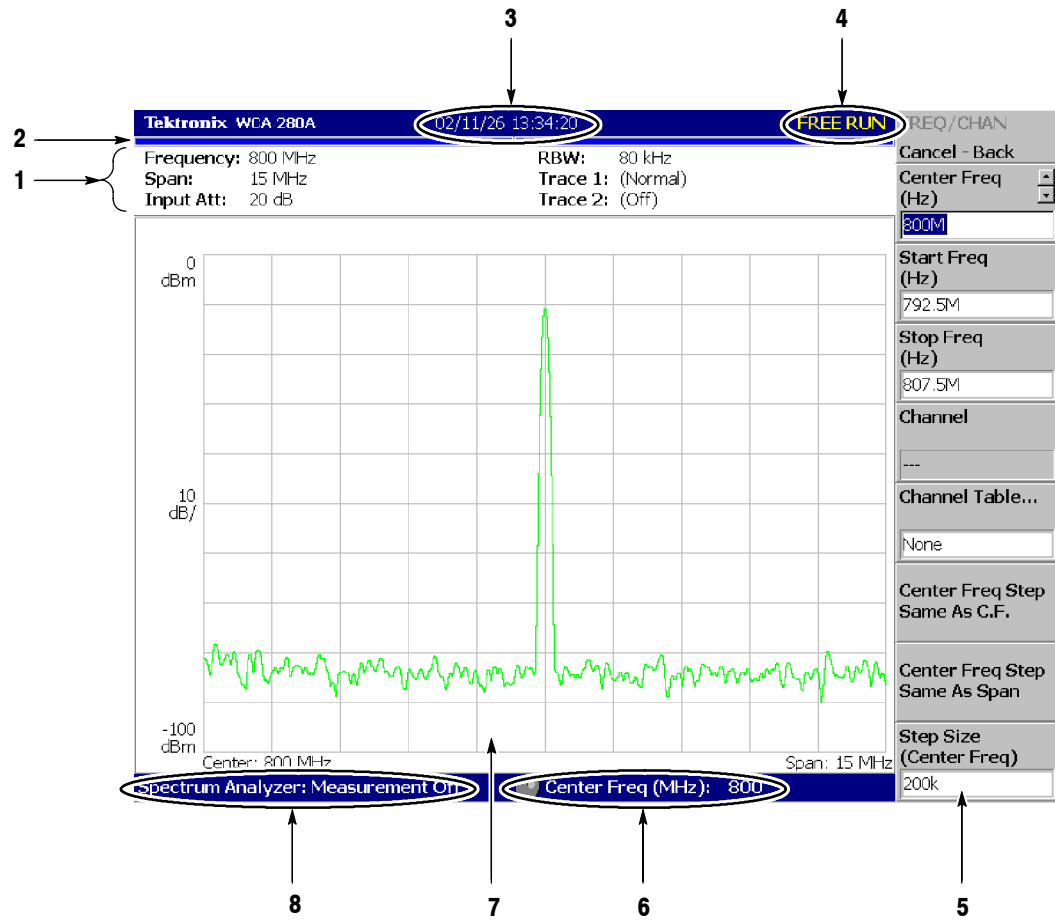 3
4
Tektronix WCA 280A
02/11/26 13:34:20
FREE RUN
FREQ/CHAN
2
1
Frequency: 800 MHz
RBW: 80 kHz
Span: 15 MHz
Trace 1: (Normal)
Input Att: 20 dB
Trace 2: (Off)
Cancel - Back
Center Freq
(Hz)
800M
Start Freq
(Hz)
792.5M
Stop Freq
(Hz)
807.5M
Channel
---
Channel Table...
None
Center Freq Step
Same As C.F.
Center Freq Step
Same As Span
Step Size
(Center Freq)
200k
0
dBm
10
dB/
-100
dBm
Center: 800 MHz
Span: 15 MHz
Spectrum Analyzer: Measurement Off
Center Freq (MHz): 800
8
7
6
5